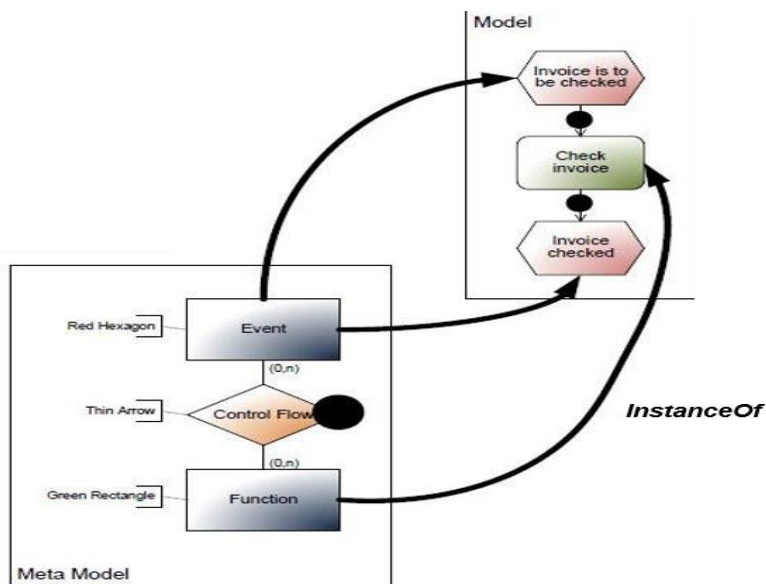 Model
Invoice is to
be checked
Check
invoice
Invoice
checked
Red Hexagon
Event
(0,n)
Thin Arrow
Control Flow
InstanceOf
(0,n)
Green Rectangle
Function
Meta Model